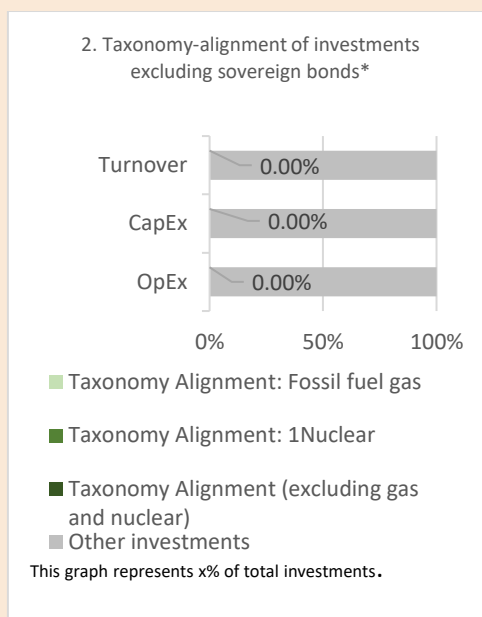 2. Taxonomy-alignment of investments
excluding sovereign bonds*
Turnover
0.00%
CapEx
0.00%
OpEx
0.00%
0%
50%
100%
Taxonomy Alignment: Fossil fuel gas
Taxonomy Alignment: 1Nuclear
Taxonomy Alignment (excluding gas
and nuclear)
Other investments
This graph represents x% of total investments.